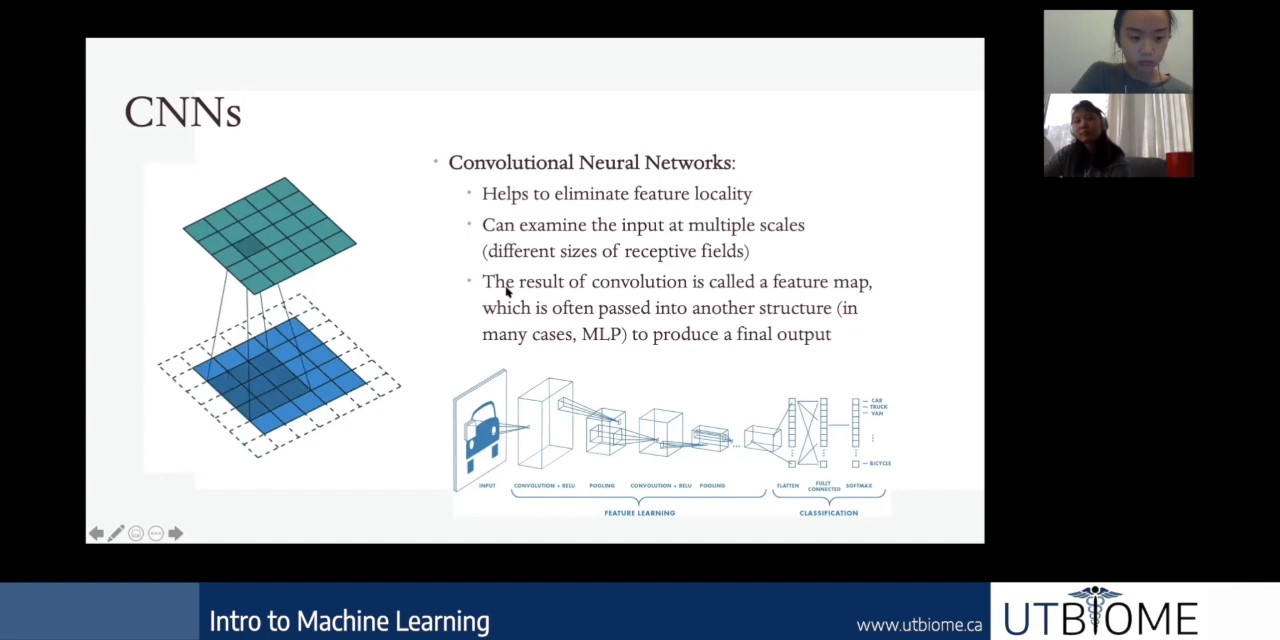 CNNs
Convolutional Neural Networks:
Helps to eliminate feature locality
Can examine the input at multiple scales
(different sizes of receptive fields)
The result of convolution is called a feature map,
which is often passed into another structure (in
many cases, MLP) to produce a final output
CAR
TRUCK
VAN
BICYCLE
INPUT
CONVOLUTION + RELU
POOLING
CONVOLUTION + RELU
POOLING
FLATTEN
FULLY
CONNECTED
SOFTMAX
FEATURE LEARNING
CLASSIFICATION
Intro to Machine Learning
www.utbiome.ca
UTBIOME